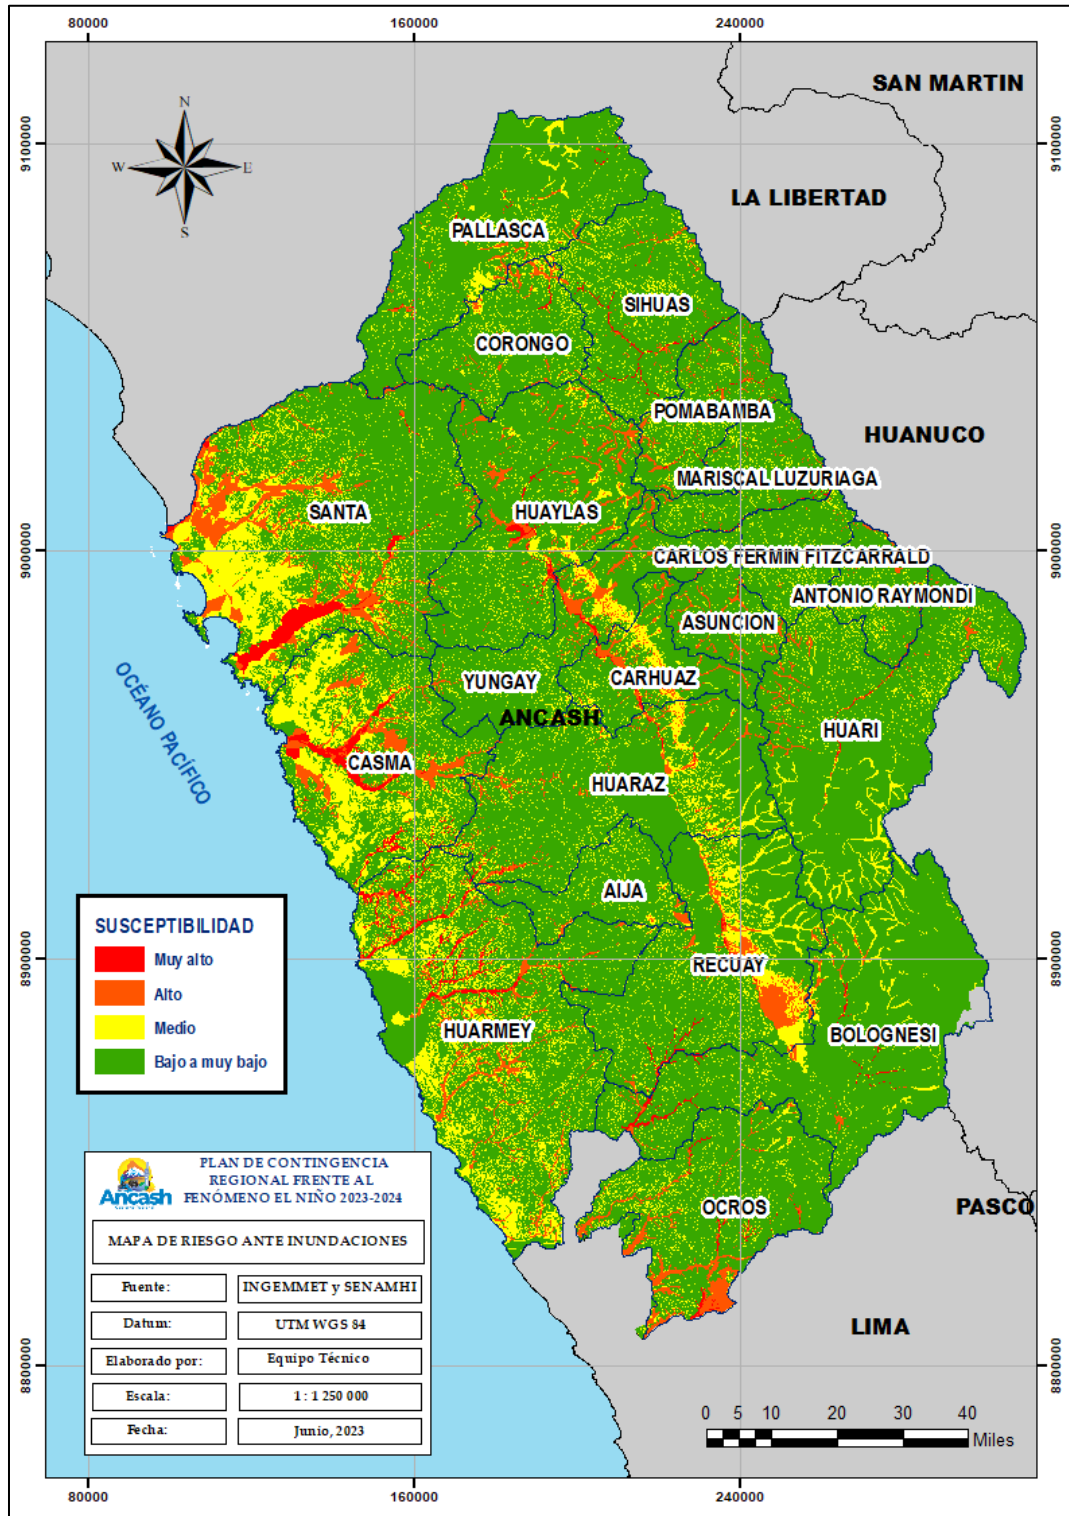 80000
160000
240000
SAN MARTIN
9100000
9100000
N
W
E
S
LA LIBERTAD
PALLASCA
SIHUAS
CORONGO
POMABAMBA
HUANUCO
MARISCAL LUZURIAGA
SANTA
HUAYLAS
9000000
9000000
CARLOS FERMIN FITZCARRALD
ANTONIO RAYMONDI
ASUNCION
YUNGAY
CARHUAZ
OCÉANO PACÍFICO
ANCASH
HUARI
CASMA
HUARAZ
AIJA
SUSCEPTIBILIDAD
Muy alto
Alto
Medio
Bajo a muy bajo
8900000
8900000
RECUAY
HUARMEY
BOLOGNESI
OCROS
PASCO
LIMA
Ancash
PLAN DE CONTINGENCIA
REGIONAL FRENTE AL
FENÓMENO EL NIÑO 2023-2024
MAPA DE RIESGO ANTE INUNDACIONES
Fuente:
INGEMMET y SENAMHI
Datum:
UTM WGS 84
Elaborado por:
Equipo Técnico
Escala:
1 : 1 250 000
Fecha:
Junio, 2023
8800000
8800000
0 5 10 20 30 40
Miles
80000
160000
240000